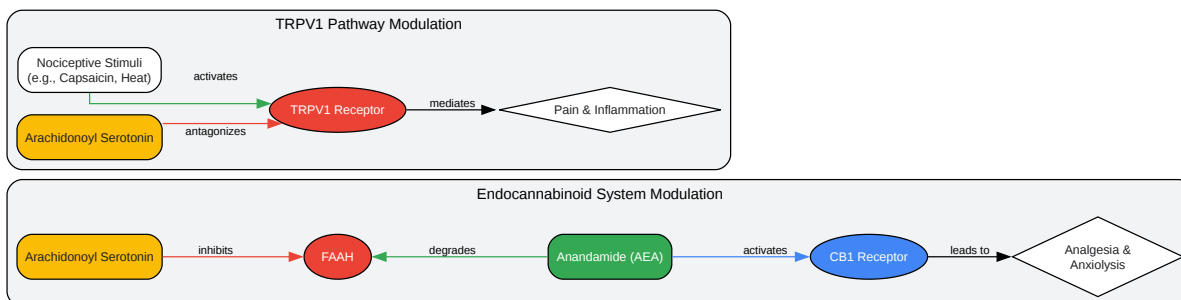 TRPV1 Pathway Modulation
Nociceptive Stimuli
(e.g., Capsaicin, Heat)
activates
TRPV1 Receptor
mediates
Pain & Inflammation
Arachidonoyl Serotonin
antagonizes
Endocannabinoid System Modulation
Arachidonoyl Serotonin
inhibits
FAAH
degrades
Anandamide (AEA)
activates
CB1 Receptor
leads to
Analgesia &
Anxiolysis